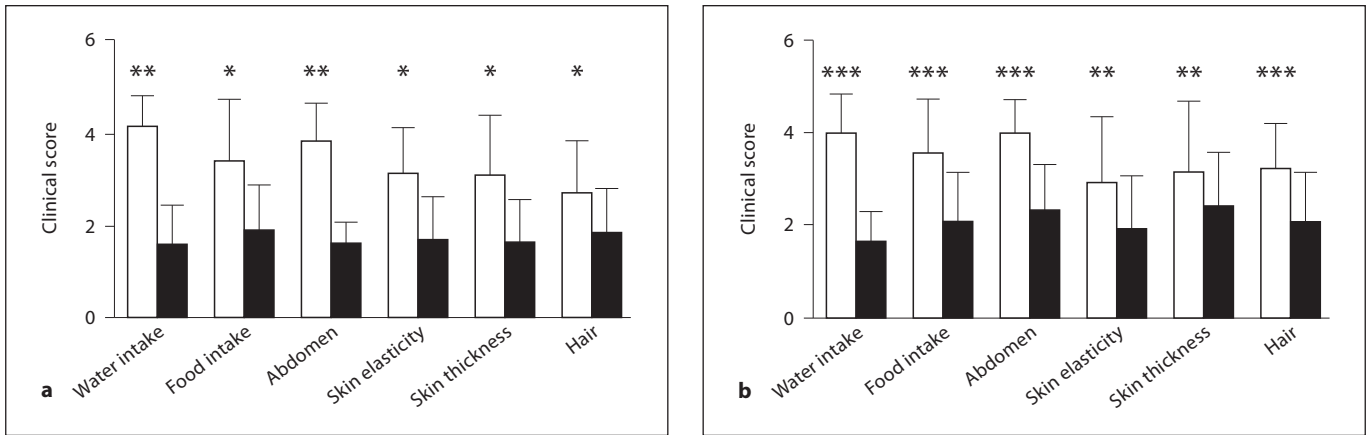 6
4
2
0
Clinical score
** * ** * * *
Water intake
Food intake
Abdomen
Skin elasticity
Skin thickness
Hair
a
6
4
2
0
Clinical score
*** *** *** ** ** ***
Water intake
Food intake
Abdomen
Skin elasticity
Skin thickness
Hair
b